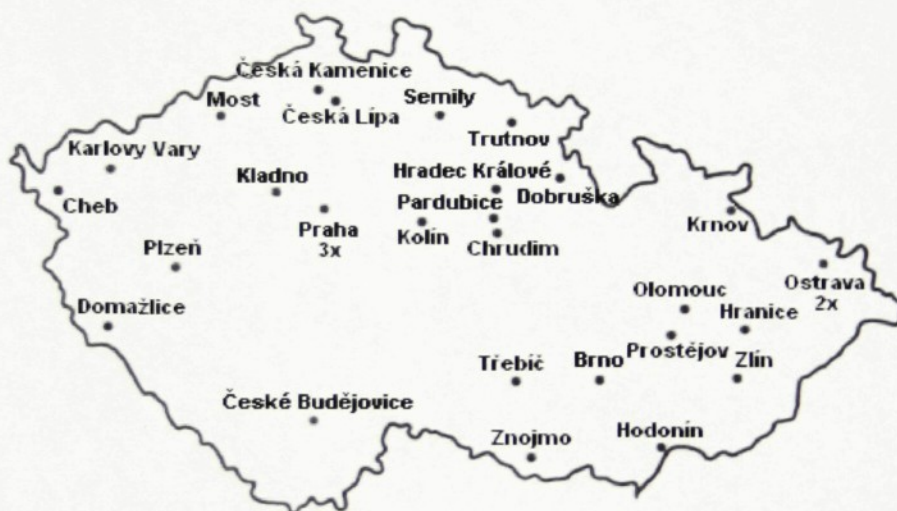 Česká Kamenice
Most
Česká Lípa
Semily
Trutnov
Karlovy Vary
Kladno
Hradec Králové
Cheb
Pardubice
Dobruška
Praha
3x
Kolín
Chrudim
Krnov
Plzeň
Domažlice
Olomouc
Ostrava
2x
Hranice
Prostějov
Třebíč
Brno
Zlín
České Budějovice
Znojmo
Hodonín